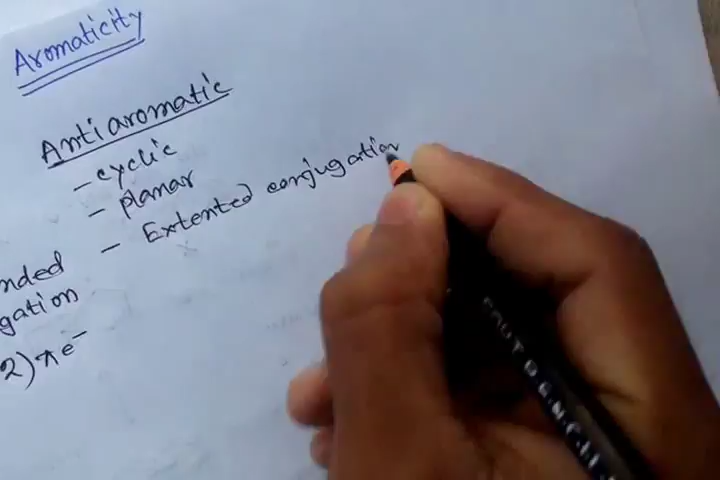 Aromaticity
Antiaromatic
- cyclic
- planar
- Extented conjugation
nded
gation
2)πe⁻